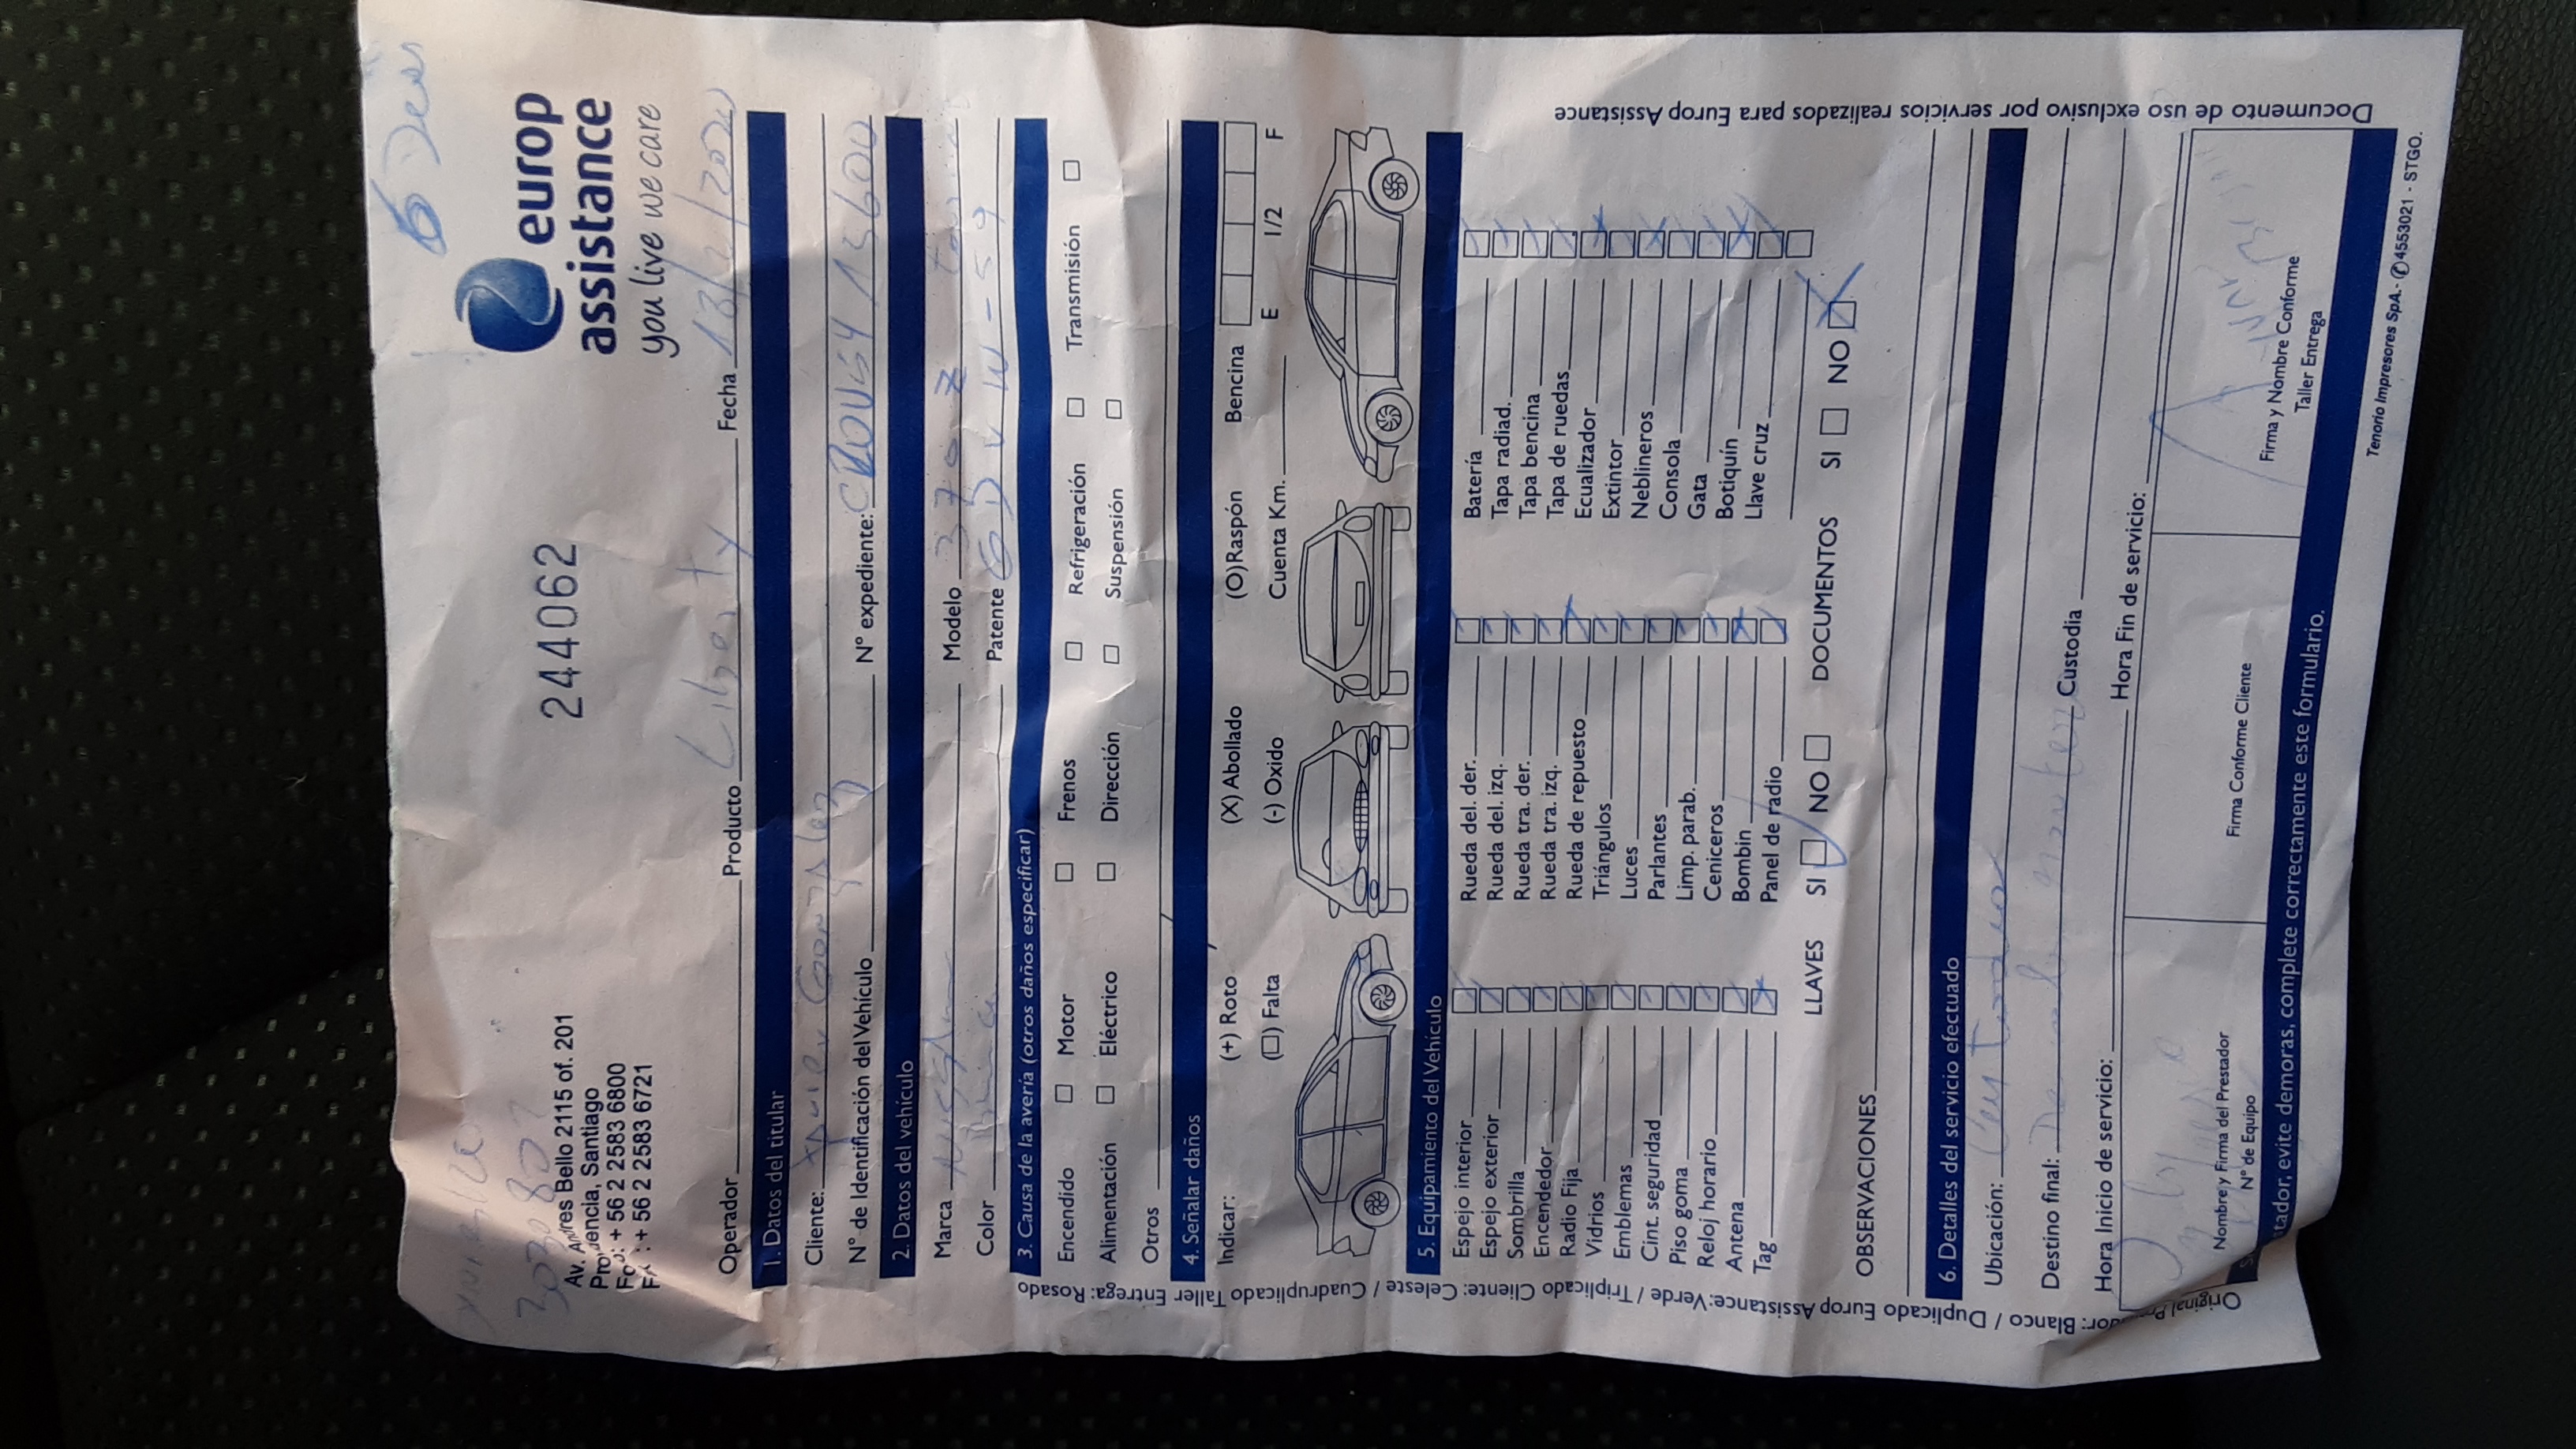 europ
assistance
you live we care
244062
Av. Andres Bello 2115 of. 201
Providencia, Santiago
Fono: + 56 2 2583 6800
Fax: + 56 2 2583 6721
Operador Producto Liberty Fecha 13/2/2020
1. Datos del titular
Cliente: Gonzalez
N° de Identificación del Vehículo N° expediente:
2. Datos del vehículo
Marca Nissan Modelo 370 Z
Color Patente
3. Causa de la avería (otros daños especificar)
Encendido Motor Frenos Refrigeración Transmisión
Alimentación Eléctrico Dirección Suspensión
Otros
4. Señalar daños
Indicar: (+) Roto (X) Abollado (O) Raspón Bencina E 1/2 F
(□) Falta (-) Oxido Cuenta Km.
5. Equipamiento del Vehículo
Espejo interior Rueda del. der. Batería
Espejo exterior Rueda del. izq. Tapa radiad.
Sombrilla Rueda tra. der. Tapa bencina
Encendedor Rueda tra. izq. Tapa de ruedas
Radio Fija Rueda de repuesto Ecualizador
Vidrios Triángulos Extintor
Emblemas Luces Neblineros
Cint. seguridad Parlantes Consola
Piso goma Limp. parab. Gata
Reloj horario Ceniceros Botiquín
Antena Bombin Llave cruz
Tag Panel de radio
LLAVES SI NO DOCUMENTOS SI NO
OBSERVACIONES
6. Detalles del servicio efectuado
Ubicación:
Destino final: Custodia
Hora Inicio de servicio: Hora Fin de servicio:
Nombre y Firma del Prestador
N° de Equipo
Firma Conforme Cliente
Firma y Nombre Conforme
Taller Entrega
tador, evite demoras, complete correctamente este formulario.
Tenorio Impresores SpA.- ✆4553021 - STGO.
Documento de uso exclusivo por servicios realizados para Europ Assistance
Original dor: Blanco / Duplicado Europ Assistance: Verde / Triplicado Cliente: Celeste / Cuadruplicado Taller Entrega: Rosado